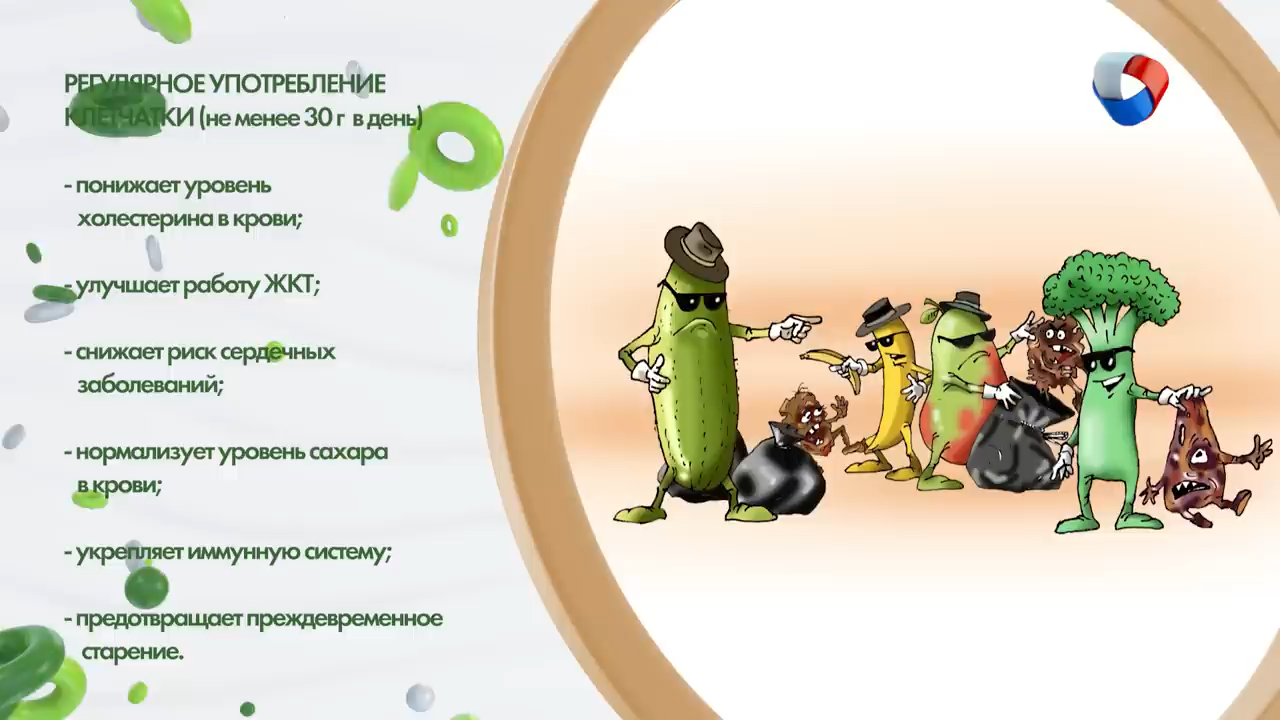 РЕГУЛЯРНОЕ УПОТРЕБЛЕНИЕ
КЛЕТЧАТКИ (не менее 30 г в день)
- понижает уровень
холестерина в крови;
- улучшает работу ЖКТ;
- снижает риск сердечных
заболеваний;
- нормализует уровень сахара
в крови;
- укрепляет иммунную систему;
- предотвращает преждевременное
старение.